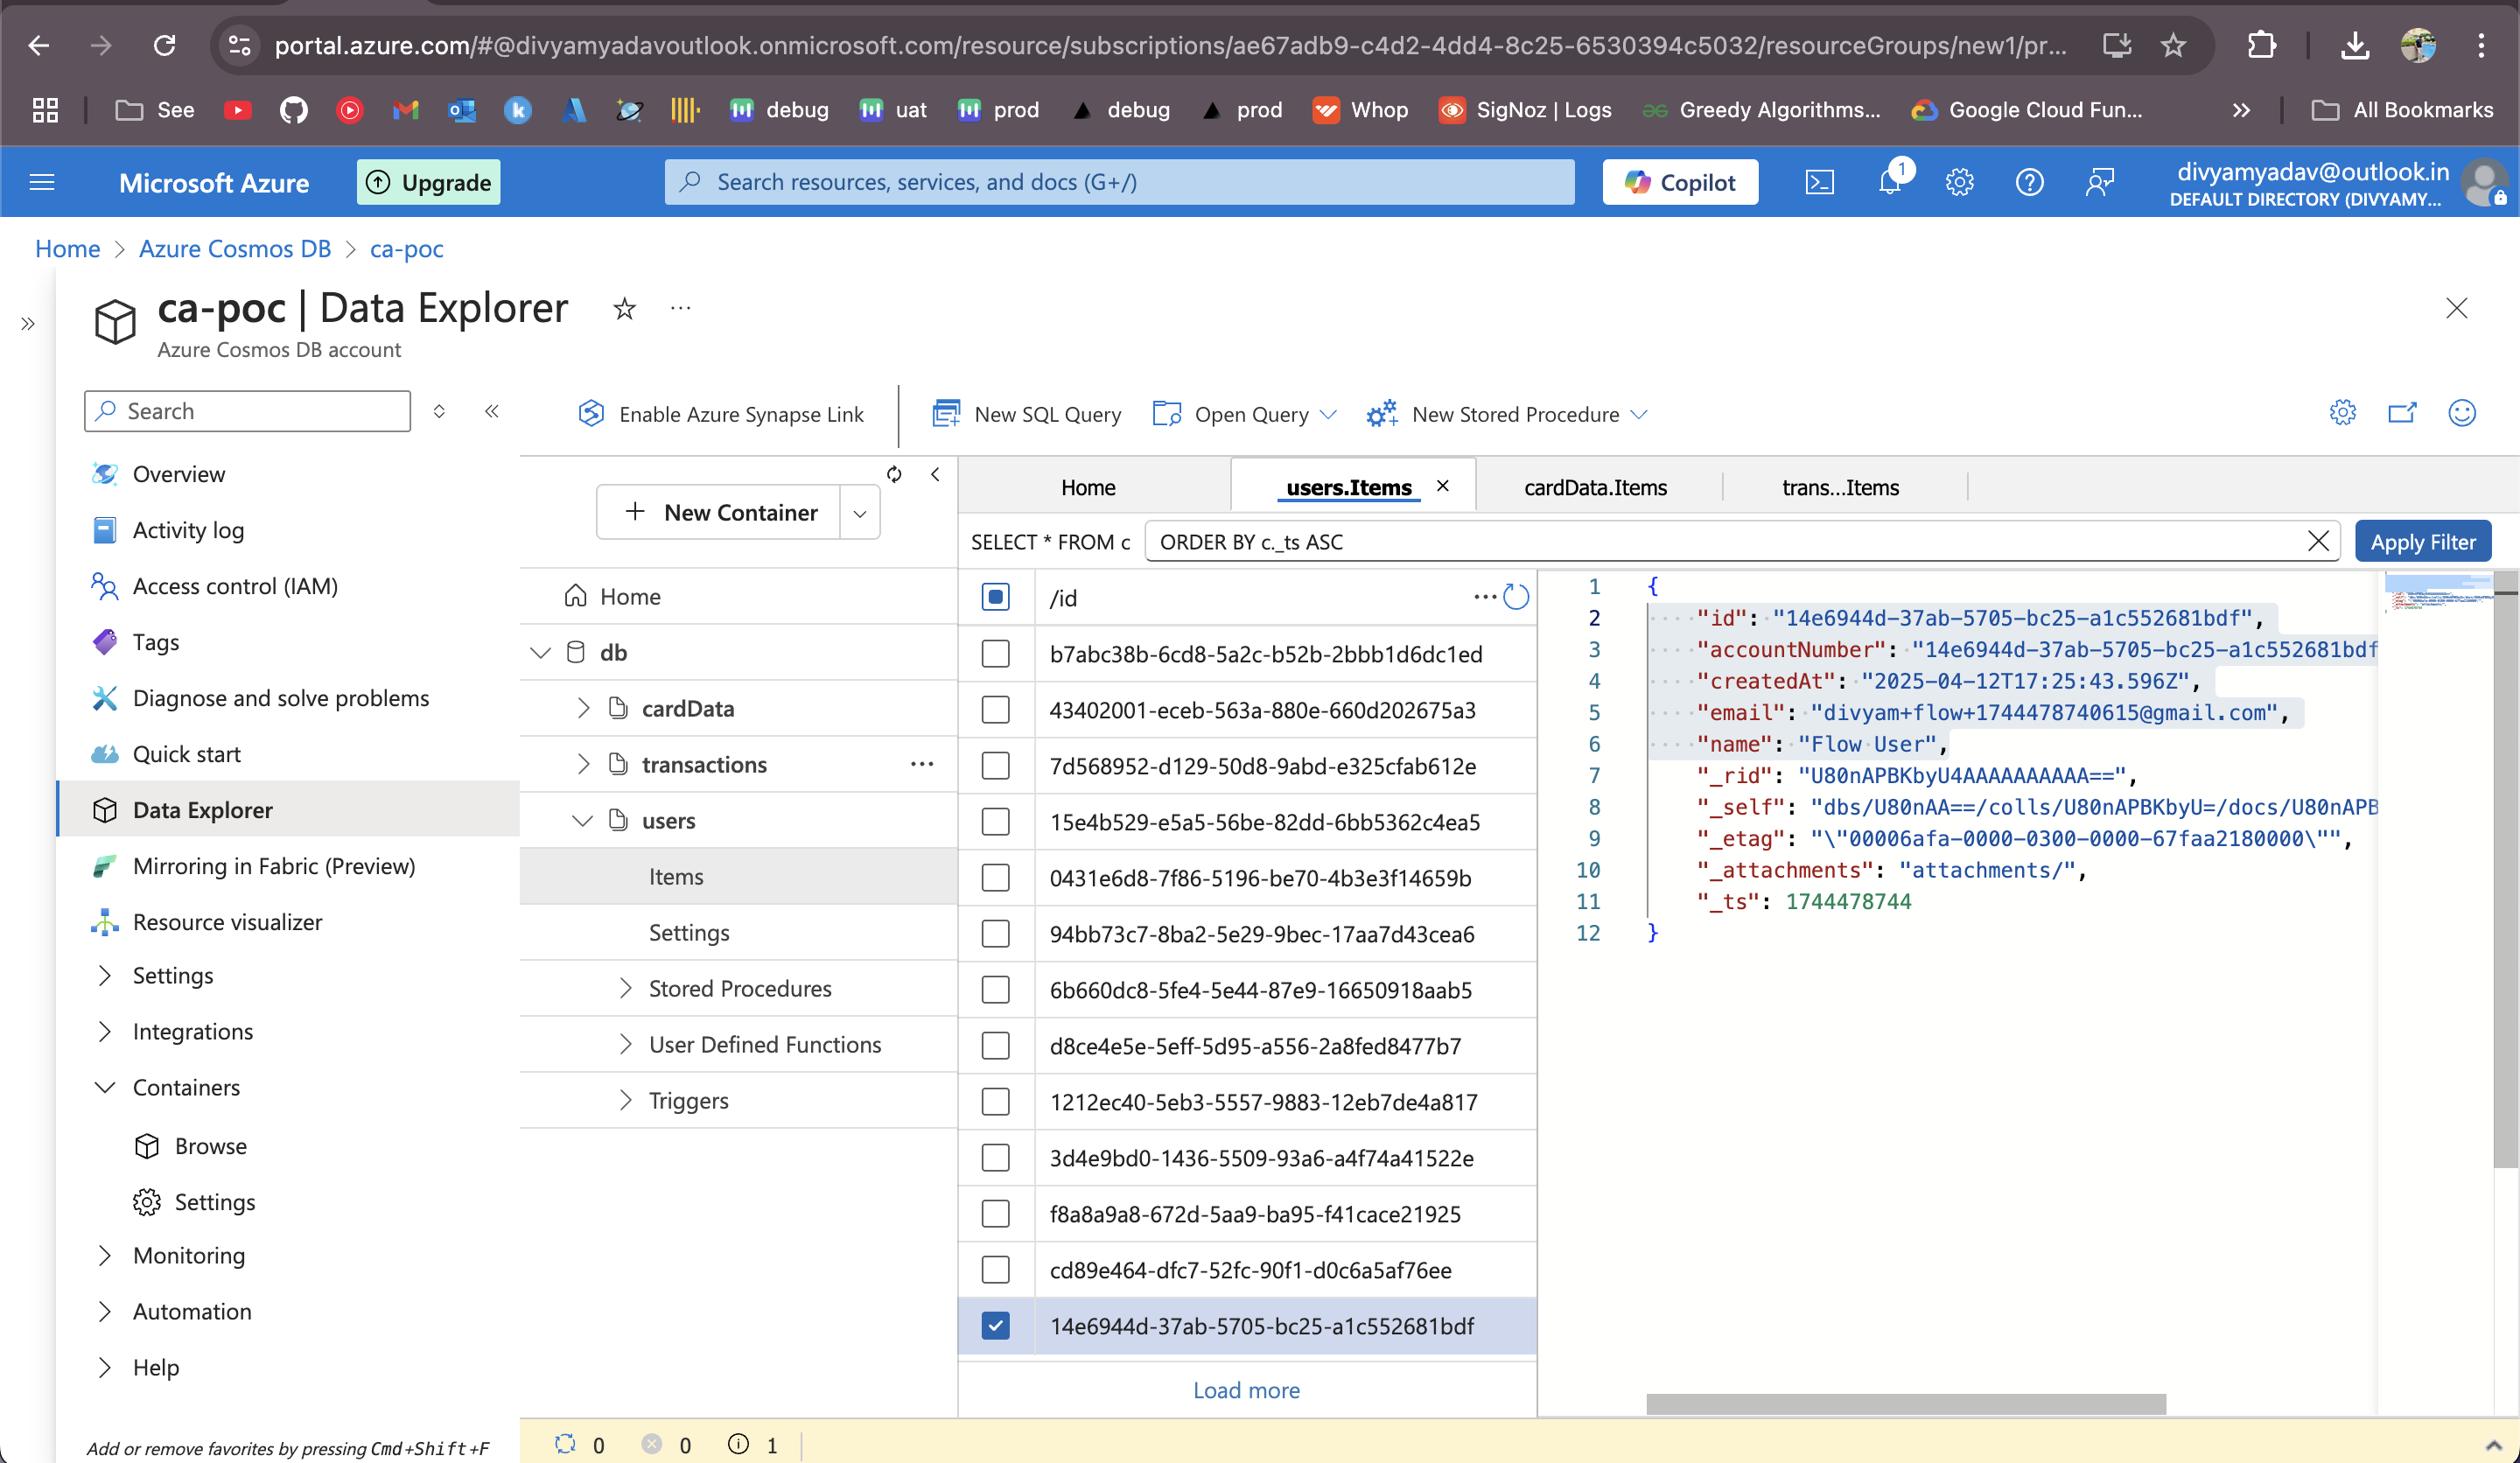 portal.azure.com/#@divyamyadavoutlook.onmicrosoft.com/resource/subscriptions/ae67adb9-c4d2-4dd4-8c25-6530394c5032/resourceGroups/new1/pr...
See
debug
uat
prod
debug
prod
Whop
SigNoz | Logs
Greedy Algorithms...
Google Cloud Fun...
All Bookmarks
Microsoft Azure
Upgrade
Search resources, services, and docs (G+/)
Copilot
1
divyamyadav@outlook.in
DEFAULT DIRECTORY (DIVYAMY...
Home > Azure Cosmos DB > ca-poc
ca-poc | Data Explorer
Azure Cosmos DB account
Search
Overview
Activity log
Access control (IAM)
Tags
Diagnose and solve problems
Quick start
Data Explorer
Mirroring in Fabric (Preview)
Resource visualizer
Settings
Integrations
Containers
Browse
Settings
Monitoring
Automation
Help
Add or remove favorites by pressing Cmd+Shift+F
Enable Azure Synapse Link
New SQL Query
Open Query
New Stored Procedure
New Container
Home
db
cardData
transactions
users
Items
Settings
Stored Procedures
User Defined Functions
Triggers
Home
users.Items
cardData.Items
trans...Items
SELECT * FROM c
ORDER BY c._ts ASC
Apply Filter
/id
b7abc38b-6cd8-5a2c-b52b-2bbb1d6dc1ed
43402001-eceb-563a-880e-660d202675a3
7d568952-d129-50d8-9abd-e325cfab612e
15e4b529-e5a5-56be-82dd-6bb5362c4ea5
0431e6d8-7f86-5196-be70-4b3e3f14659b
94bb73c7-8ba2-5e29-9bec-17aa7d43cea6
6b660dc8-5fe4-5e44-87e9-16650918aab5
d8ce4e5e-5eff-5d95-a556-2a8fed8477b7
1212ec40-5eb3-5557-9883-12eb7de4a817
3d4e9bd0-1436-5509-93a6-a4f74a41522e
f8a8a9a8-672d-5aa9-ba95-f41cace21925
cd89e464-dfc7-52fc-90f1-d0c6a5af76ee
14e6944d-37ab-5705-bc25-a1c552681bdf
Load more
1 {
2 "id": "14e6944d-37ab-5705-bc25-a1c552681bdf",
3 "accountNumber": "14e6944d-37ab-5705-bc25-a1c552681bdf
4 "createdAt": "2025-04-12T17:25:43.596Z",
5 "email": "divyam+flow+1744478740615@gmail.com",
6 "name": "Flow User",
7 "_rid": "U80nAPBKbyU4AAAAAAAAAA==",
8 "_self": "dbs/U80nAA==/colls/U80nAPBKbyU=/docs/U80nAPB
9 "_etag": "\"00006afa-0000-0300-0000-67faa2180000\"",
10 "_attachments": "attachments/",
11 "_ts": 1744478744
12 }
0
0
1